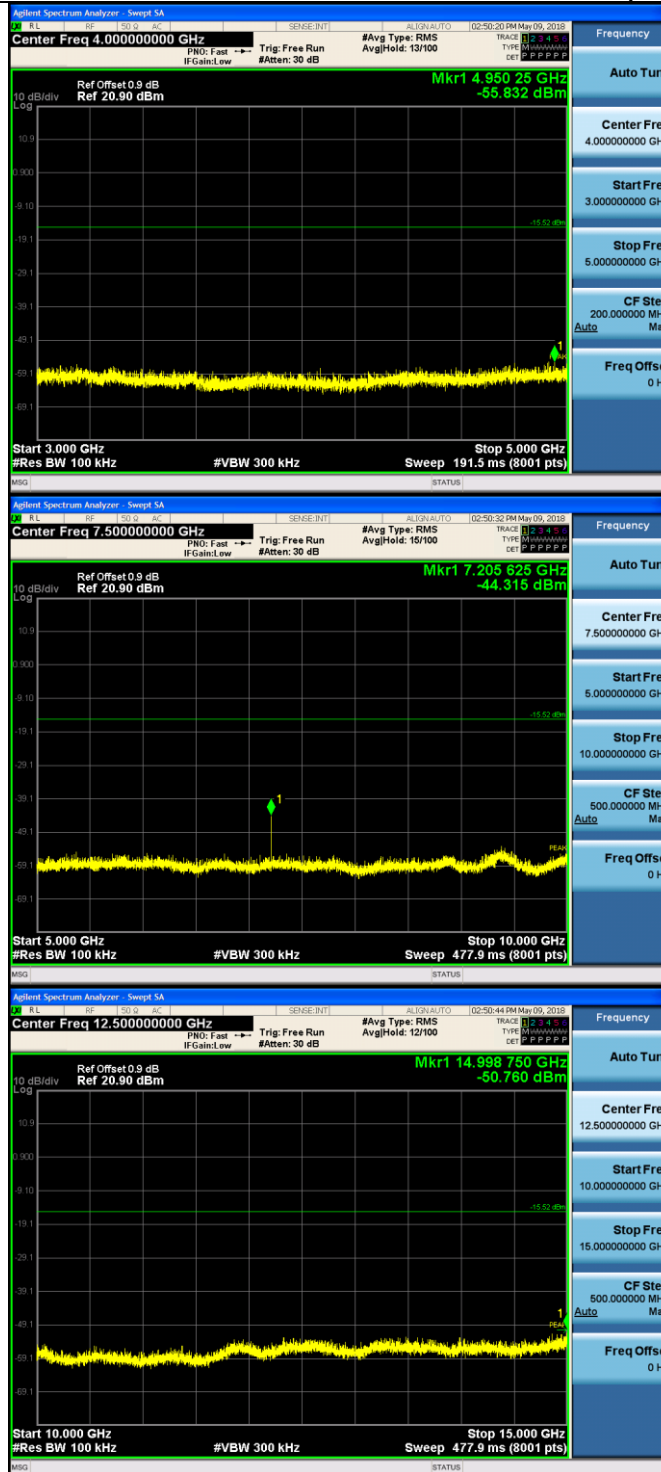 Agilent Spectrum Analyzer - Swept SA
RL RF 50 Ω AC SENSE:INT ALIGNAUTO 02:50:20 PM May 09, 2018
Center Freq 4.000000000 GHz #Avg Type: RMS TRACE 1 2 3 4 5 6
PNO: Fast Trig: Free Run Avg|Hold: 13/100 TYPE M
IFGain:Low #Atten: 30 dB DET P P P P P P
Frequency
Mkr1 4.950 25 GHz
-55.832 dBm
Ref Offset 0.9 dB
10 dB/div Ref 20.90 dBm
Log
10.9
0.900
-9.10
-15.52 dBm
-19.1
-29.1
-39.1
-49.1
1
-59.1
-69.1
Start 3.000 GHz Stop 5.000 GHz
#Res BW 100 kHz #VBW 300 kHz Sweep 191.5 ms (8001 pts)
MSG STATUS
Auto Tun
Center Fre
4.000000000 GH
Start Fre
3.000000000 GH
Stop Fre
5.000000000 GH
CF Ste
200.000000 MH
Auto Ma
Freq Offse
0 H
Agilent Spectrum Analyzer - Swept SA
RL RF 50 Ω AC SENSE:INT ALIGNAUTO 02:50:32 PM May 09, 2018
Center Freq 7.500000000 GHz #Avg Type: RMS TRACE 1 2 3 4 5 6
PNO: Fast Trig: Free Run Avg|Hold: 15/100 TYPE M
IFGain:Low #Atten: 30 dB DET P P P P P P
Frequency
Mkr1 7.205 625 GHz
-44.315 dBm
Ref Offset 0.9 dB
10 dB/div Ref 20.90 dBm
Log
10.9
0.900
-9.10
-15.52 dBm
-19.1
-29.1
-39.1
1
-49.1
PEAK
-59.1
-69.1
Start 5.000 GHz Stop 10.000 GHz
#Res BW 100 kHz #VBW 300 kHz Sweep 477.9 ms (8001 pts)
MSG STATUS
Auto Tun
Center Fre
7.500000000 GH
Start Fre
5.000000000 GH
Stop Fre
10.000000000 GH
CF Ste
500.000000 MH
Auto Ma
Freq Offse
0 H
Agilent Spectrum Analyzer - Swept SA
RL RF 50 Ω AC SENSE:INT ALIGNAUTO 02:50:44 PM May 09, 2018
Center Freq 12.500000000 GHz #Avg Type: RMS TRACE 1 2 3 4 5 6
PNO: Fast Trig: Free Run Avg|Hold: 12/100 TYPE M
IFGain:Low #Atten: 30 dB DET P P P P P P
Frequency
Mkr1 14.998 750 GHz
-50.760 dBm
Ref Offset 0.9 dB
10 dB/div Ref 20.90 dBm
Log
10.9
0.900
-9.10
-15.52 dBm
-19.1
-29.1
-39.1
1
-49.1
PEAK
-59.1
-69.1
Start 10.000 GHz Stop 15.000 GHz
#Res BW 100 kHz #VBW 300 kHz Sweep 477.9 ms (8001 pts)
MSG STATUS
Auto Tun
Center Fre
12.500000000 GH
Start Fre
10.000000000 GH
Stop Fre
15.000000000 GH
CF Ste
500.000000 MH
Auto Ma
Freq Offse
0 H